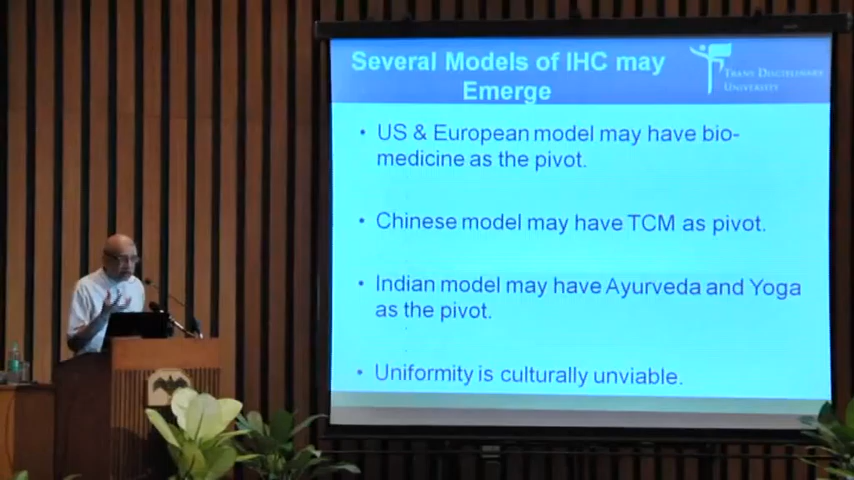 Several Models of IHC may
Emerge
TRANS DISCIPLINARY
UNIVERSITY
• US & European model may have bio-
medicine as the pivot.
• Chinese model may have TCM as pivot.
• Indian model may have Ayurveda and Yoga
as the pivot.
• Uniformity is culturally unviable.